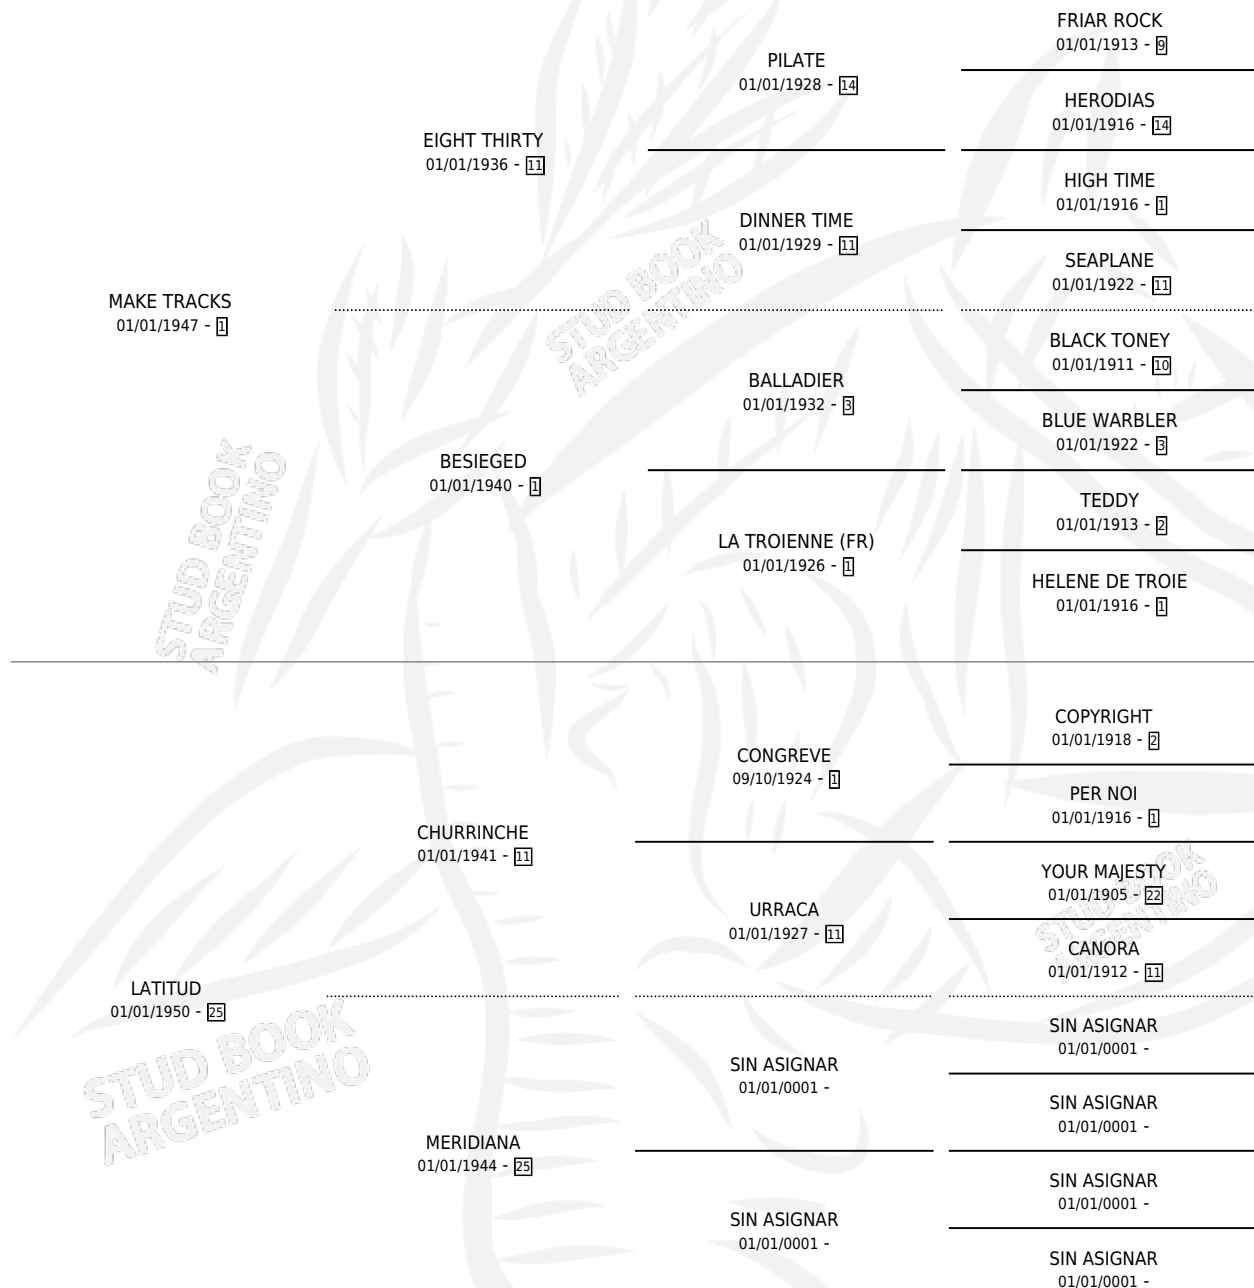 FRIAR ROCK
01/01/1913 - 9
PILATE
01/01/1928 - 14
HERODIAS
01/01/1916 - 14
EIGHT THIRTY
01/01/1936 - 11
HIGH TIME
01/01/1916 - 1
DINNER TIME
01/01/1929 - 11
SEAPLANE
01/01/1922 - 11
MAKE TRACKS
01/01/1947 - 1
BLACK TONEY
01/01/1911 - 10
BALLADIER
01/01/1932 - 3
BLUE WARBLER
01/01/1922 - 3
BESIEGED
01/01/1940 - 1
TEDDY
01/01/1913 - 2
LA TROIENNE (FR)
01/01/1926 - 1
HELENE DE TROIE
01/01/1916 - 1
COPYRIGHT
01/01/1918 - 2
CONGREVE
09/10/1924 - 1
PER NOI
01/01/1916 - 1
CHURRINCHE
01/01/1941 - 11
YOUR MAJESTY
01/01/1905 - 22
URRACA
01/01/1927 - 11
CANORA
01/01/1912 - 11
LATITUD
01/01/1950 - 25
SIN ASIGNAR
01/01/0001 -
SIN ASIGNAR
01/01/0001 -
SIN ASIGNAR
01/01/0001 -
MERIDIANA
01/01/1944 - 25
SIN ASIGNAR
01/01/0001 -
SIN ASIGNAR
01/01/0001 -
SIN ASIGNAR
01/01/0001 -
STUD BOOK
ARGENTINO
STUD BOOK
ARGENTINO
STUD BOOK
ARGENTINO
STUD BOOK
ARGENTINO